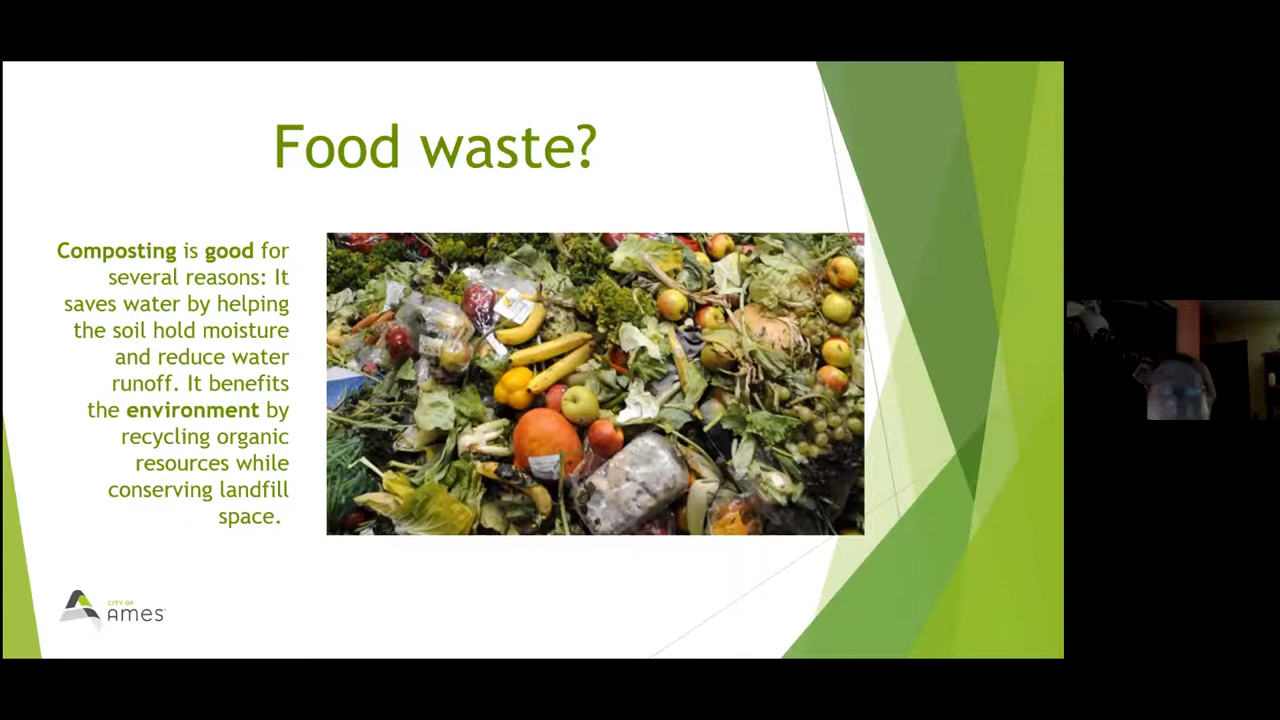 Food waste?
Composting is good for
several reasons: It
saves water by helping
the soil hold moisture
and reduce water
runoff. It benefits
the environment by
recycling organic
resources while
conserving landfill
space.
CITY OF
Ames